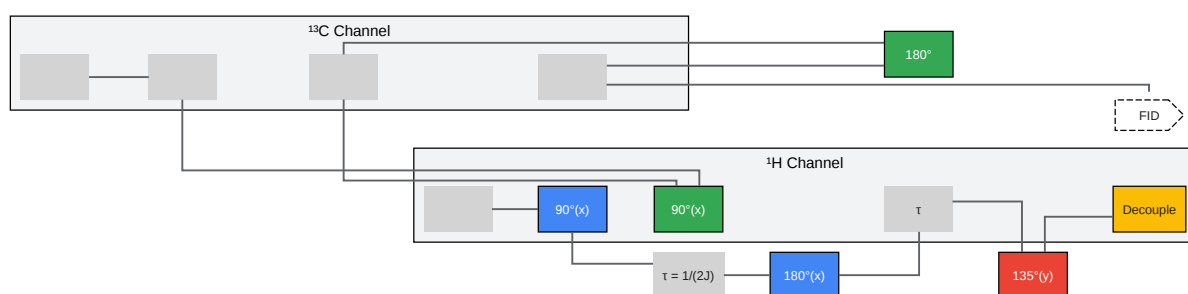 ¹³C Channel
180°
FID
¹H Channel
90°(x)
90°(x)
τ
Decouple
τ = 1/(2J)
180°(x)
135°(y)